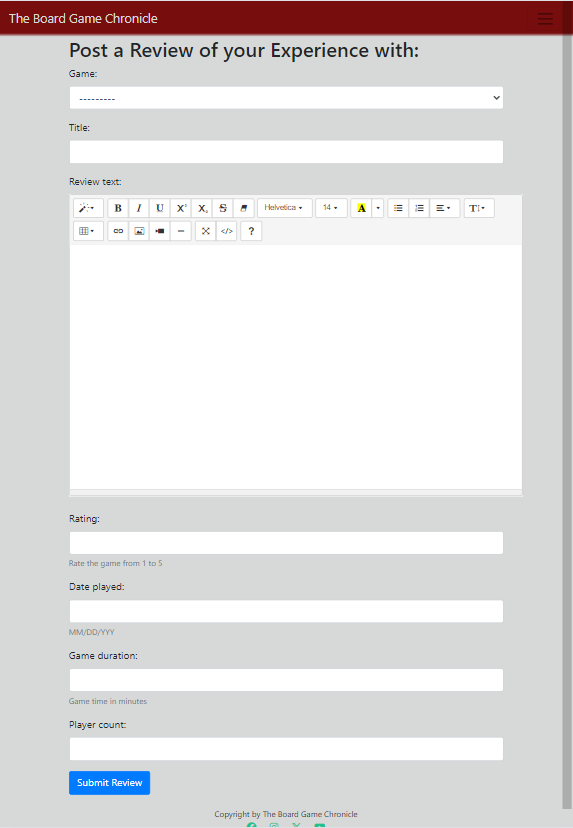 The Board Game Chronicle
Post a Review of your Experience with:
Game:
---------
Title:
Review text:
B I U X² X₂ S Helvetica 14 A T
</> ?
Rating:
Rate the game from 1 to 5
Date played:
MM/DD/YYY
Game duration:
Game time in minutes
Player count:
Submit Review
Copyright by The Board Game Chronicle